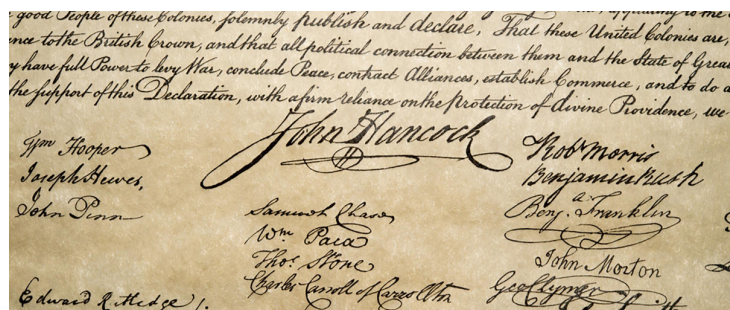 good People of these Colonies, solemnly publish and declare, That these United Colonies are,
ence to the British Crown, and that all political connection between them and the State of Grea
y have full Power to levy War, conclude Peace, contract Alliances, establish Commerce, and to do a
the support of this Declaration, with a firm reliance on the Protection of divine Providence, we
John Hancock
Wm Hooper
Joseph Hewes,
John Penn
Samuel Chase
Wm. Paca
Thos. Stone
Charles Carroll of Carrollton
Robt Morris
Benjamin Rush
Benja. Franklin
John Morton
Geo Clymer
Edward Rutledge /.